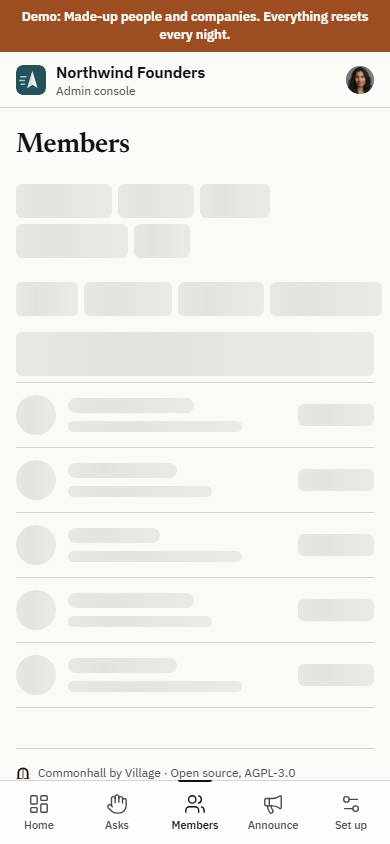 Demo: Made-up people and companies. Everything resets
every night.
Northwind Founders
Admin console
Members
Commonhall by Village · Open source, AGPL-3.0
Home
Asks
Members
Announce
Set up